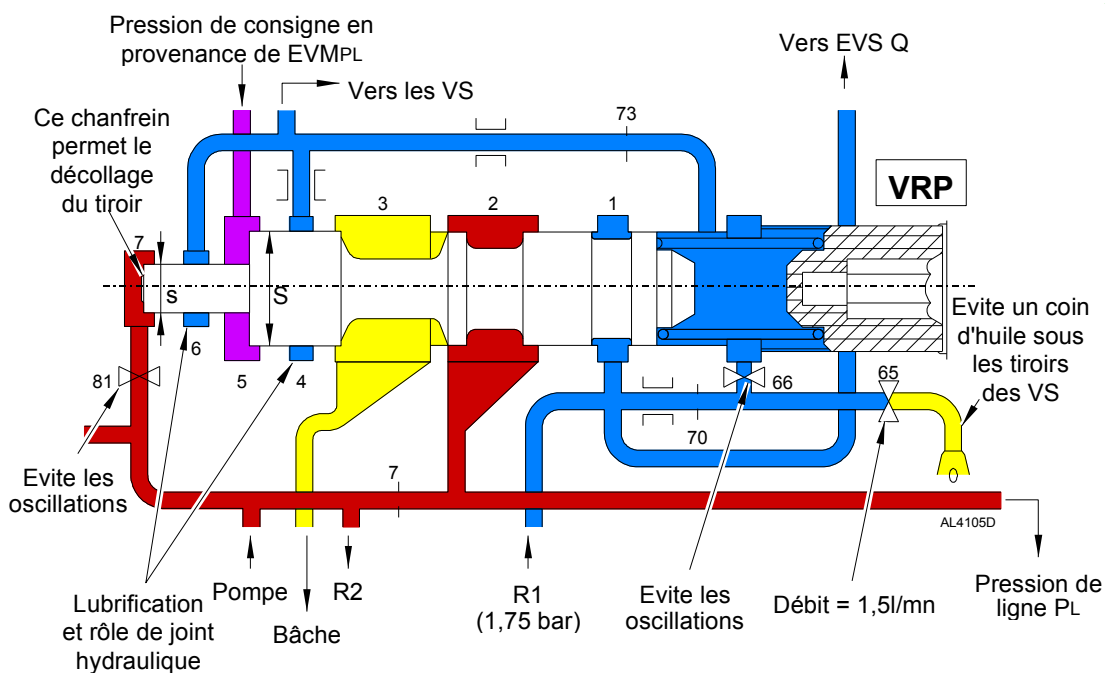 Pression de consigne en
provenance de EVMPL
Vers EVS Q
Vers les VS
Ce chanfrein
permet le
décollage
du tiroir
73
VRP
3
2
1
7
s
S
Evite un coin
d'huile sous
les tiroirs
des VS
6
5
4
81
66
65
70
Evite les
oscillations
7
AL4105D
Pompe
R2
R1
(1,75 bar)
Evite les
oscillations
Débit = 1,5l/mn
Pression de
ligne PL
Lubrification
et rôle de joint
hydraulique
Bâche